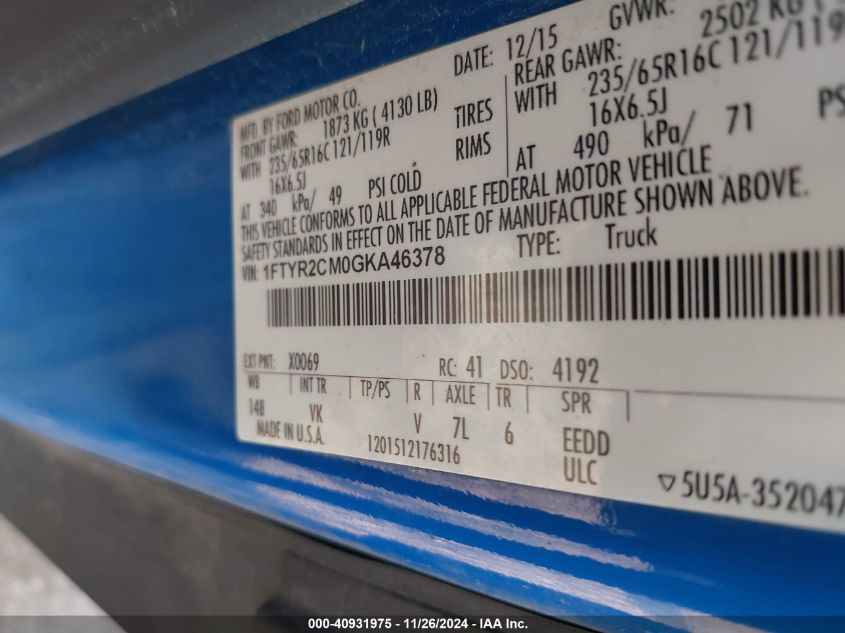 MFD. BY FORD MOTOR CO. DATE: 12/15 GVWR:
FRONT GAWR: 1873 KG ( 4130 LB) REAR GAWR: 2502 KG
WITH 235/65R16C 121/119R TIRES WITH 235/65R16C 121/119
16X6.5J RIMS 16X6.5J
AT 340 kPa/ 49 PSI COLD AT 490 kPa/ 71 PS
THIS VEHICLE CONFORMS TO ALL APPLICABLE FEDERAL MOTOR VEHICLE
SAFETY STANDARDS IN EFFECT ON THE DATE OF MANUFACTURE SHOWN ABOVE.
VIN: 1FTYR2CM0GKA46378 TYPE: Truck
EXT PNT: X0069 RC: 41 DSO: 4192
WB INT TR TP/PS R AXLE TR SPR
148 VK V 7L 6 EEDD
MADE IN U.S.A. 1201512176316 ULC
5U5A-352047
000-40931975 - 11/26/2024 - IAA Inc.